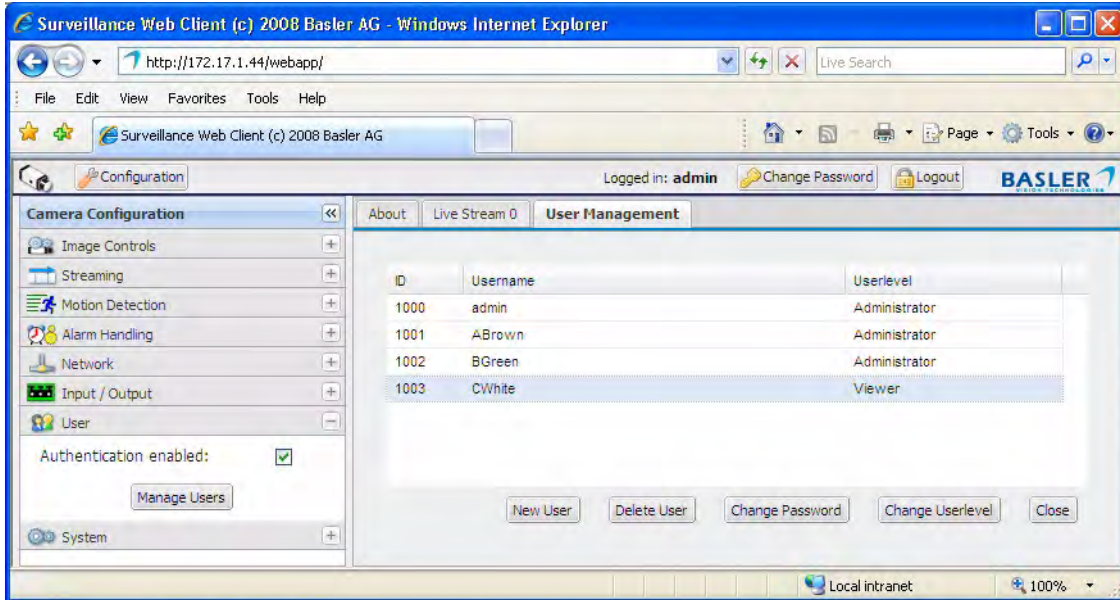 Surveillance Web Client (c) 2008 Basler AG - Windows Internet Explorer
http://172.17.1.44/webapp/
Live Search
File Edit View Favorites Tools Help
Surveillance Web Client (c) 2008 Basler AG
Page Tools
Configuration
Logged in: admin
Change Password
Logout
BASLER
VISION TECHNOLOGIES
Camera Configuration
About
Live Stream 0
User Management
Image Controls
Streaming
Motion Detection
Alarm Handling
Network
Input / Output
User
Authentication enabled:
Manage Users
System
ID Username Userlevel
1000 admin Administrator
1001 ABrown Administrator
1002 BGreen Administrator
1003 CWhite Viewer
New User
Delete User
Change Password
Change Userlevel
Close
Local intranet
100%